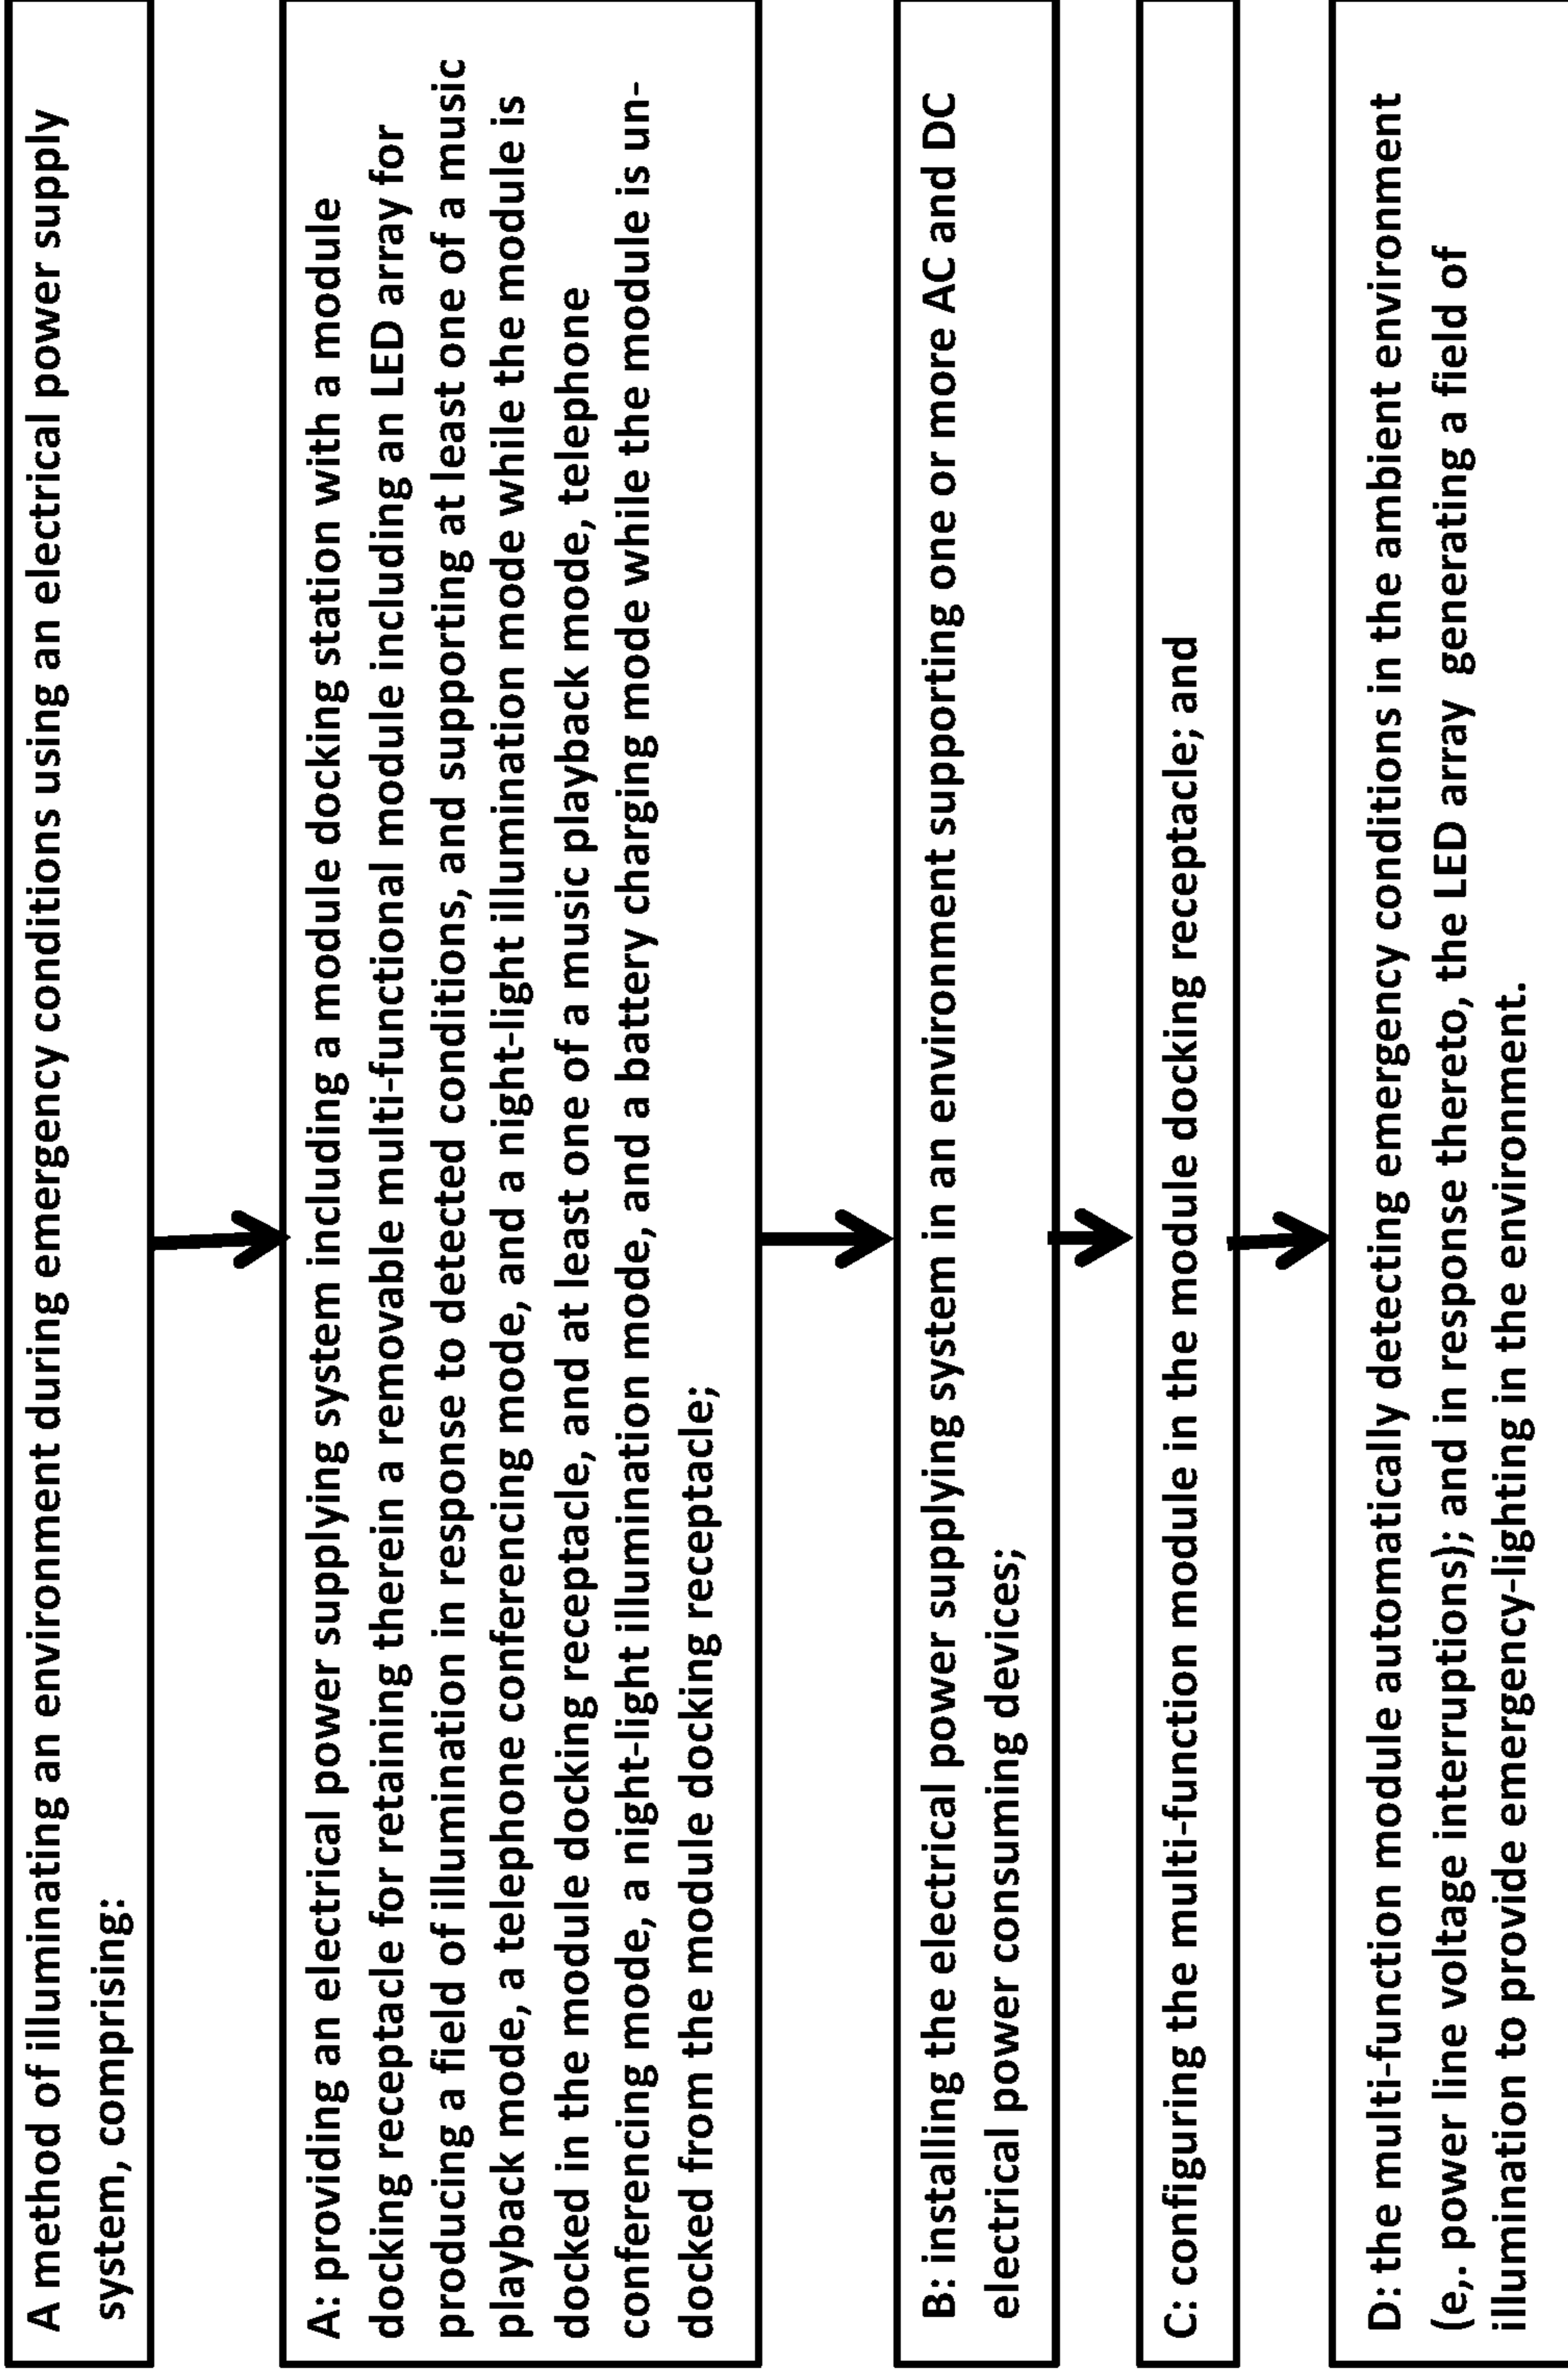 A method of illuminating an environment during emergency conditions using an electrical power supply
system, comprising:
A: providing an electrical power supplying system including a module docking station with a module
docking receptacle for retaining therein a removable multi-functional module including an LED array for
producing a field of illumination in response to detected conditions, and supporting at least one of a music
playback mode, a telephone conferencing mode, and a night-light illumination mode while the module is
docked in the module docking receptacle, and at least one of a music playback mode, telephone
conferencing mode, a night-light illumination mode, and a battery charging mode while the module is un-
docked from the module docking receptacle;
B: installing the electrical power supplying system in an environment supporting one or more AC and DC
electrical power consuming devices;
C: configuring the multi-function module in the module docking receptacle; and
D: the multi-function module automatically detecting emergency conditions in the ambient environment
(e,. power line voltage interruptions); and in response thereto, the LED array generating a field of
illumination to provide emergency-lighting in the environment.